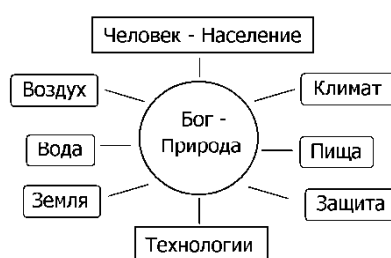 Человек - Население
Воздух
Климат
Бог -
Природа
Вода
Пища
Земля
Защита
Технологии